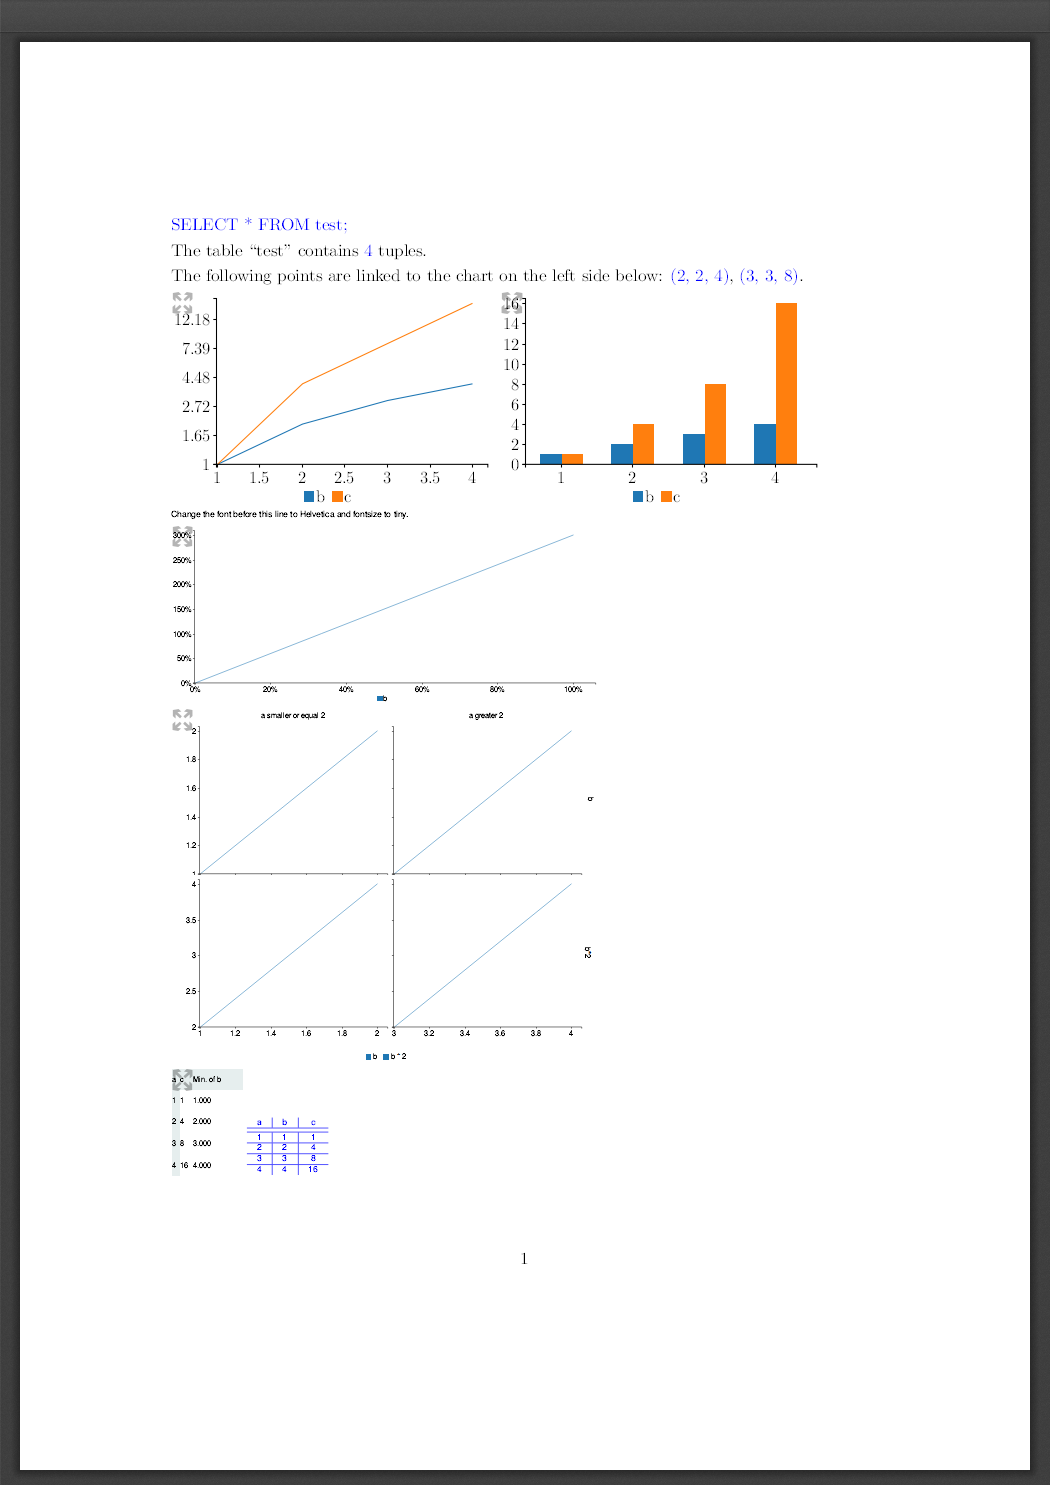 SELECT * FROM test;
The table “test” contains 4 tuples.
The following points are linked to the chart on the left side below: (2, 2, 4), (3, 3, 8).
12.18
7.39
4.48
2.72
1.65
1
1 1.5 2 2.5 3 3.5 4
b c
16
14
12
10
8
6
4
2
0
1 2 3 4
b c
Change the font before this line to Helvetica and fontsize to tiny.
300%
250%
200%
150%
100%
50%
0%
0% 20% 40% 60% 80% 100%
b
a smaller or equal 2 a greater 2
2
1.8
1.6
1.4
1.2
1
b
4
3.5
3
2.5
2
b^2
1 1.2 1.4 1.6 1.8 2 3 3.2 3.4 3.6 3.8 4
b b^2
a c Min. of b
1 1 1.000
2 4 2.000
3 8 3.000
4 16 4.000
a b c
1 1 1
2 2 4
3 3 8
4 4 16
1